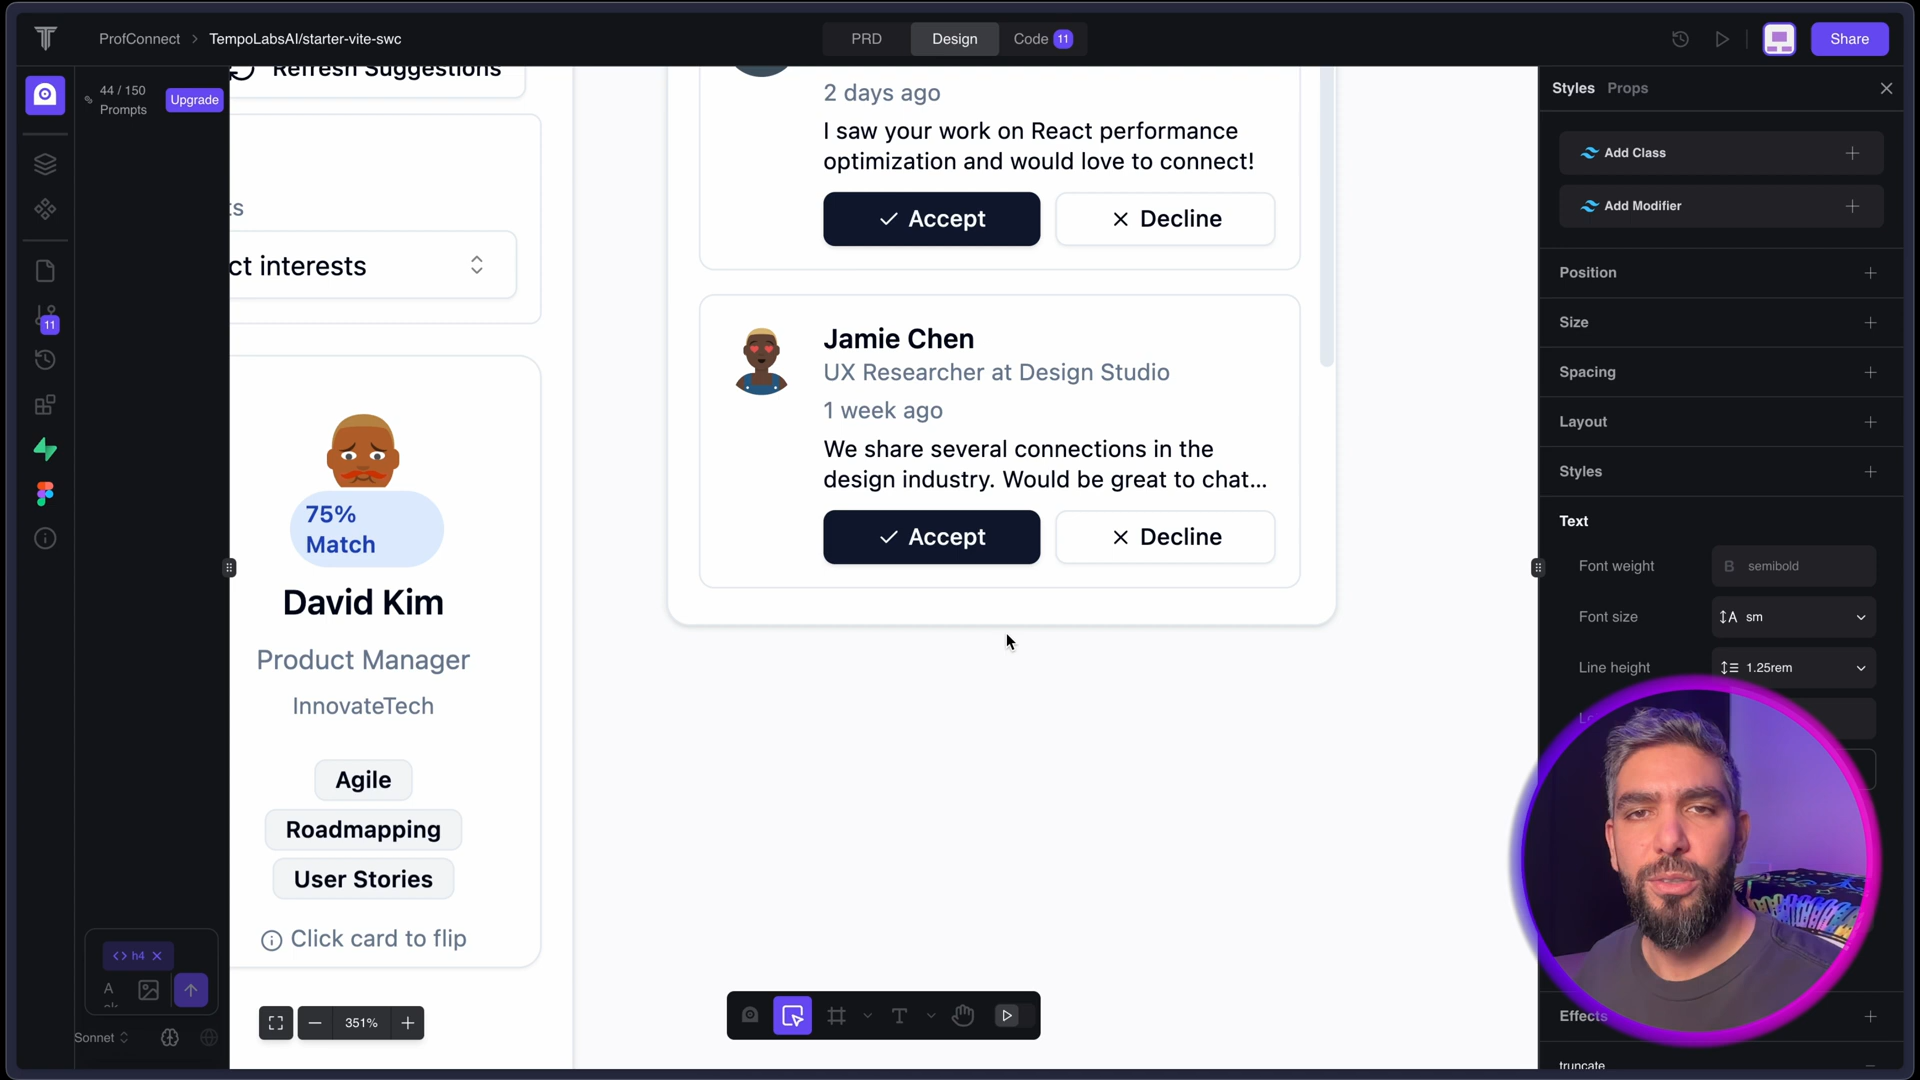 ProfConnect > TempoLabsAI/starter-vite-swc
PRD
Design
Code 11
Share
44 / 150
Prompts
Upgrade
11
Refresh Suggestions
ts
ct interests
75%
Match
David Kim
Product Manager
InnovateTech
Agile
Roadmapping
User Stories
Click card to flip
2 days ago
I saw your work on React performance
optimization and would love to connect!
Accept
Decline
Jamie Chen
UX Researcher at Design Studio
1 week ago
We share several connections in the
design industry. Would be great to chat...
Accept
Decline
Styles
Props
Add Class
Add Modifier
Position
Size
Spacing
Layout
Styles
Text
Font weight
B semibold
Font size
A sm
Line height
1.25rem
Effects
truncate
h4
Sonnet
351%
T